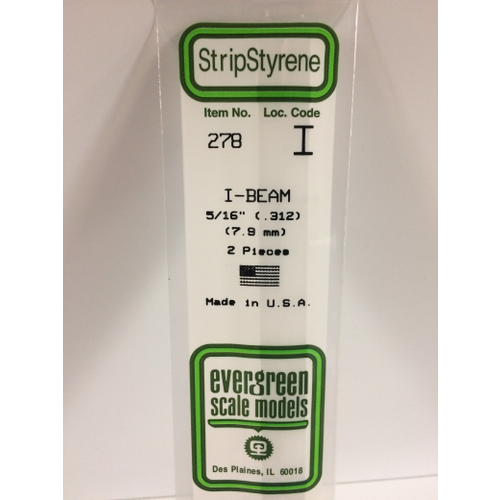 StripStyrene
Item No. Loc. Code
278 I
I-BEAM
5/16" (.312)
(7.9 mm)
2 Pieces
Made in U.S.A.
evergreen
scale models
Des Plaines, IL 60018